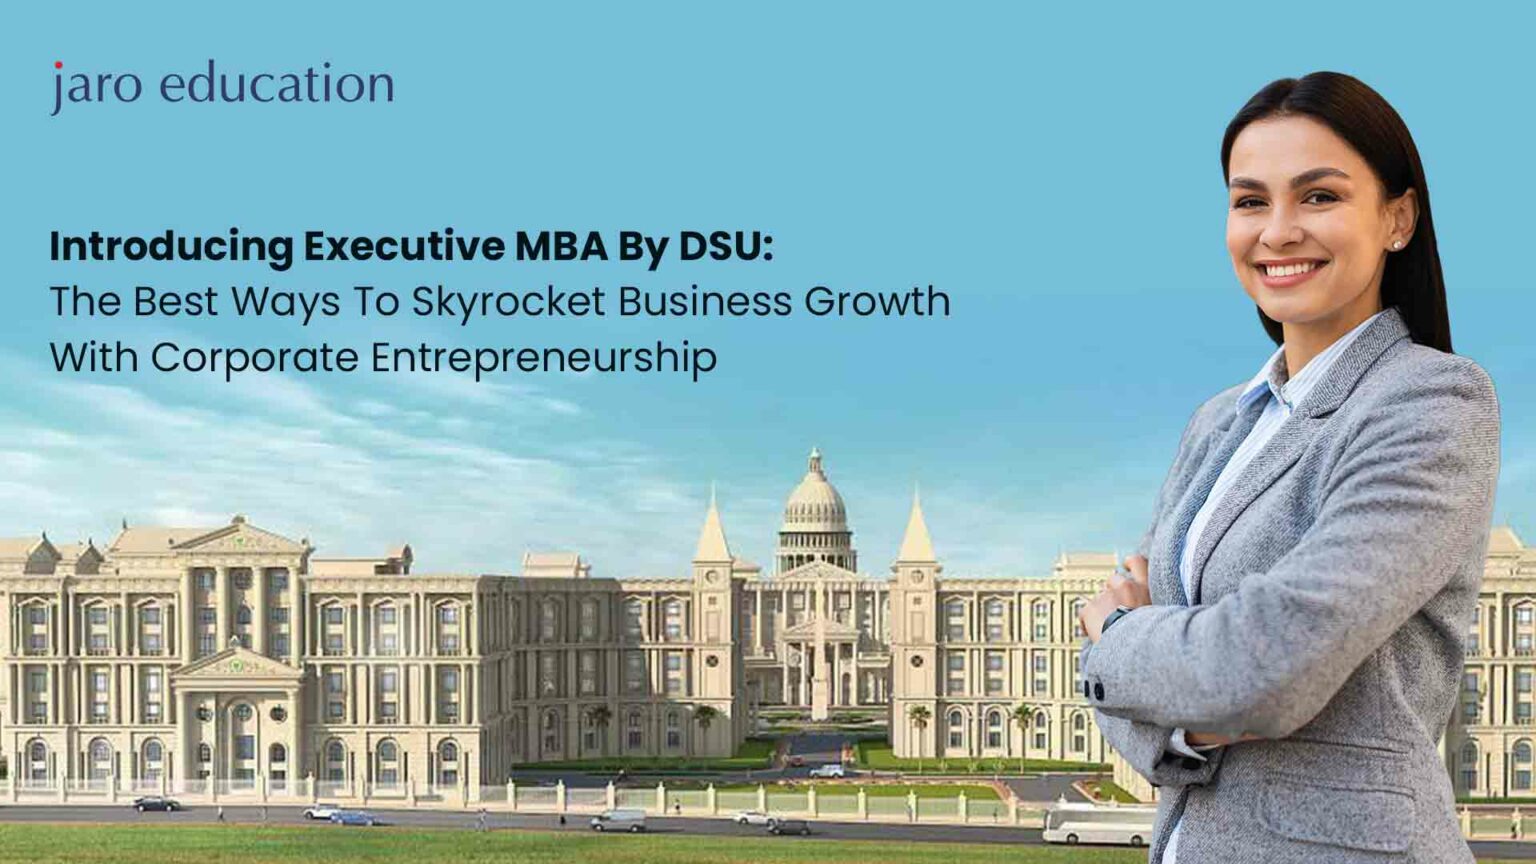 jaro education
Introducing Executive MBA By DSU:
The Best Ways To Skyrocket Business Growth
With Corporate Entrepreneurship